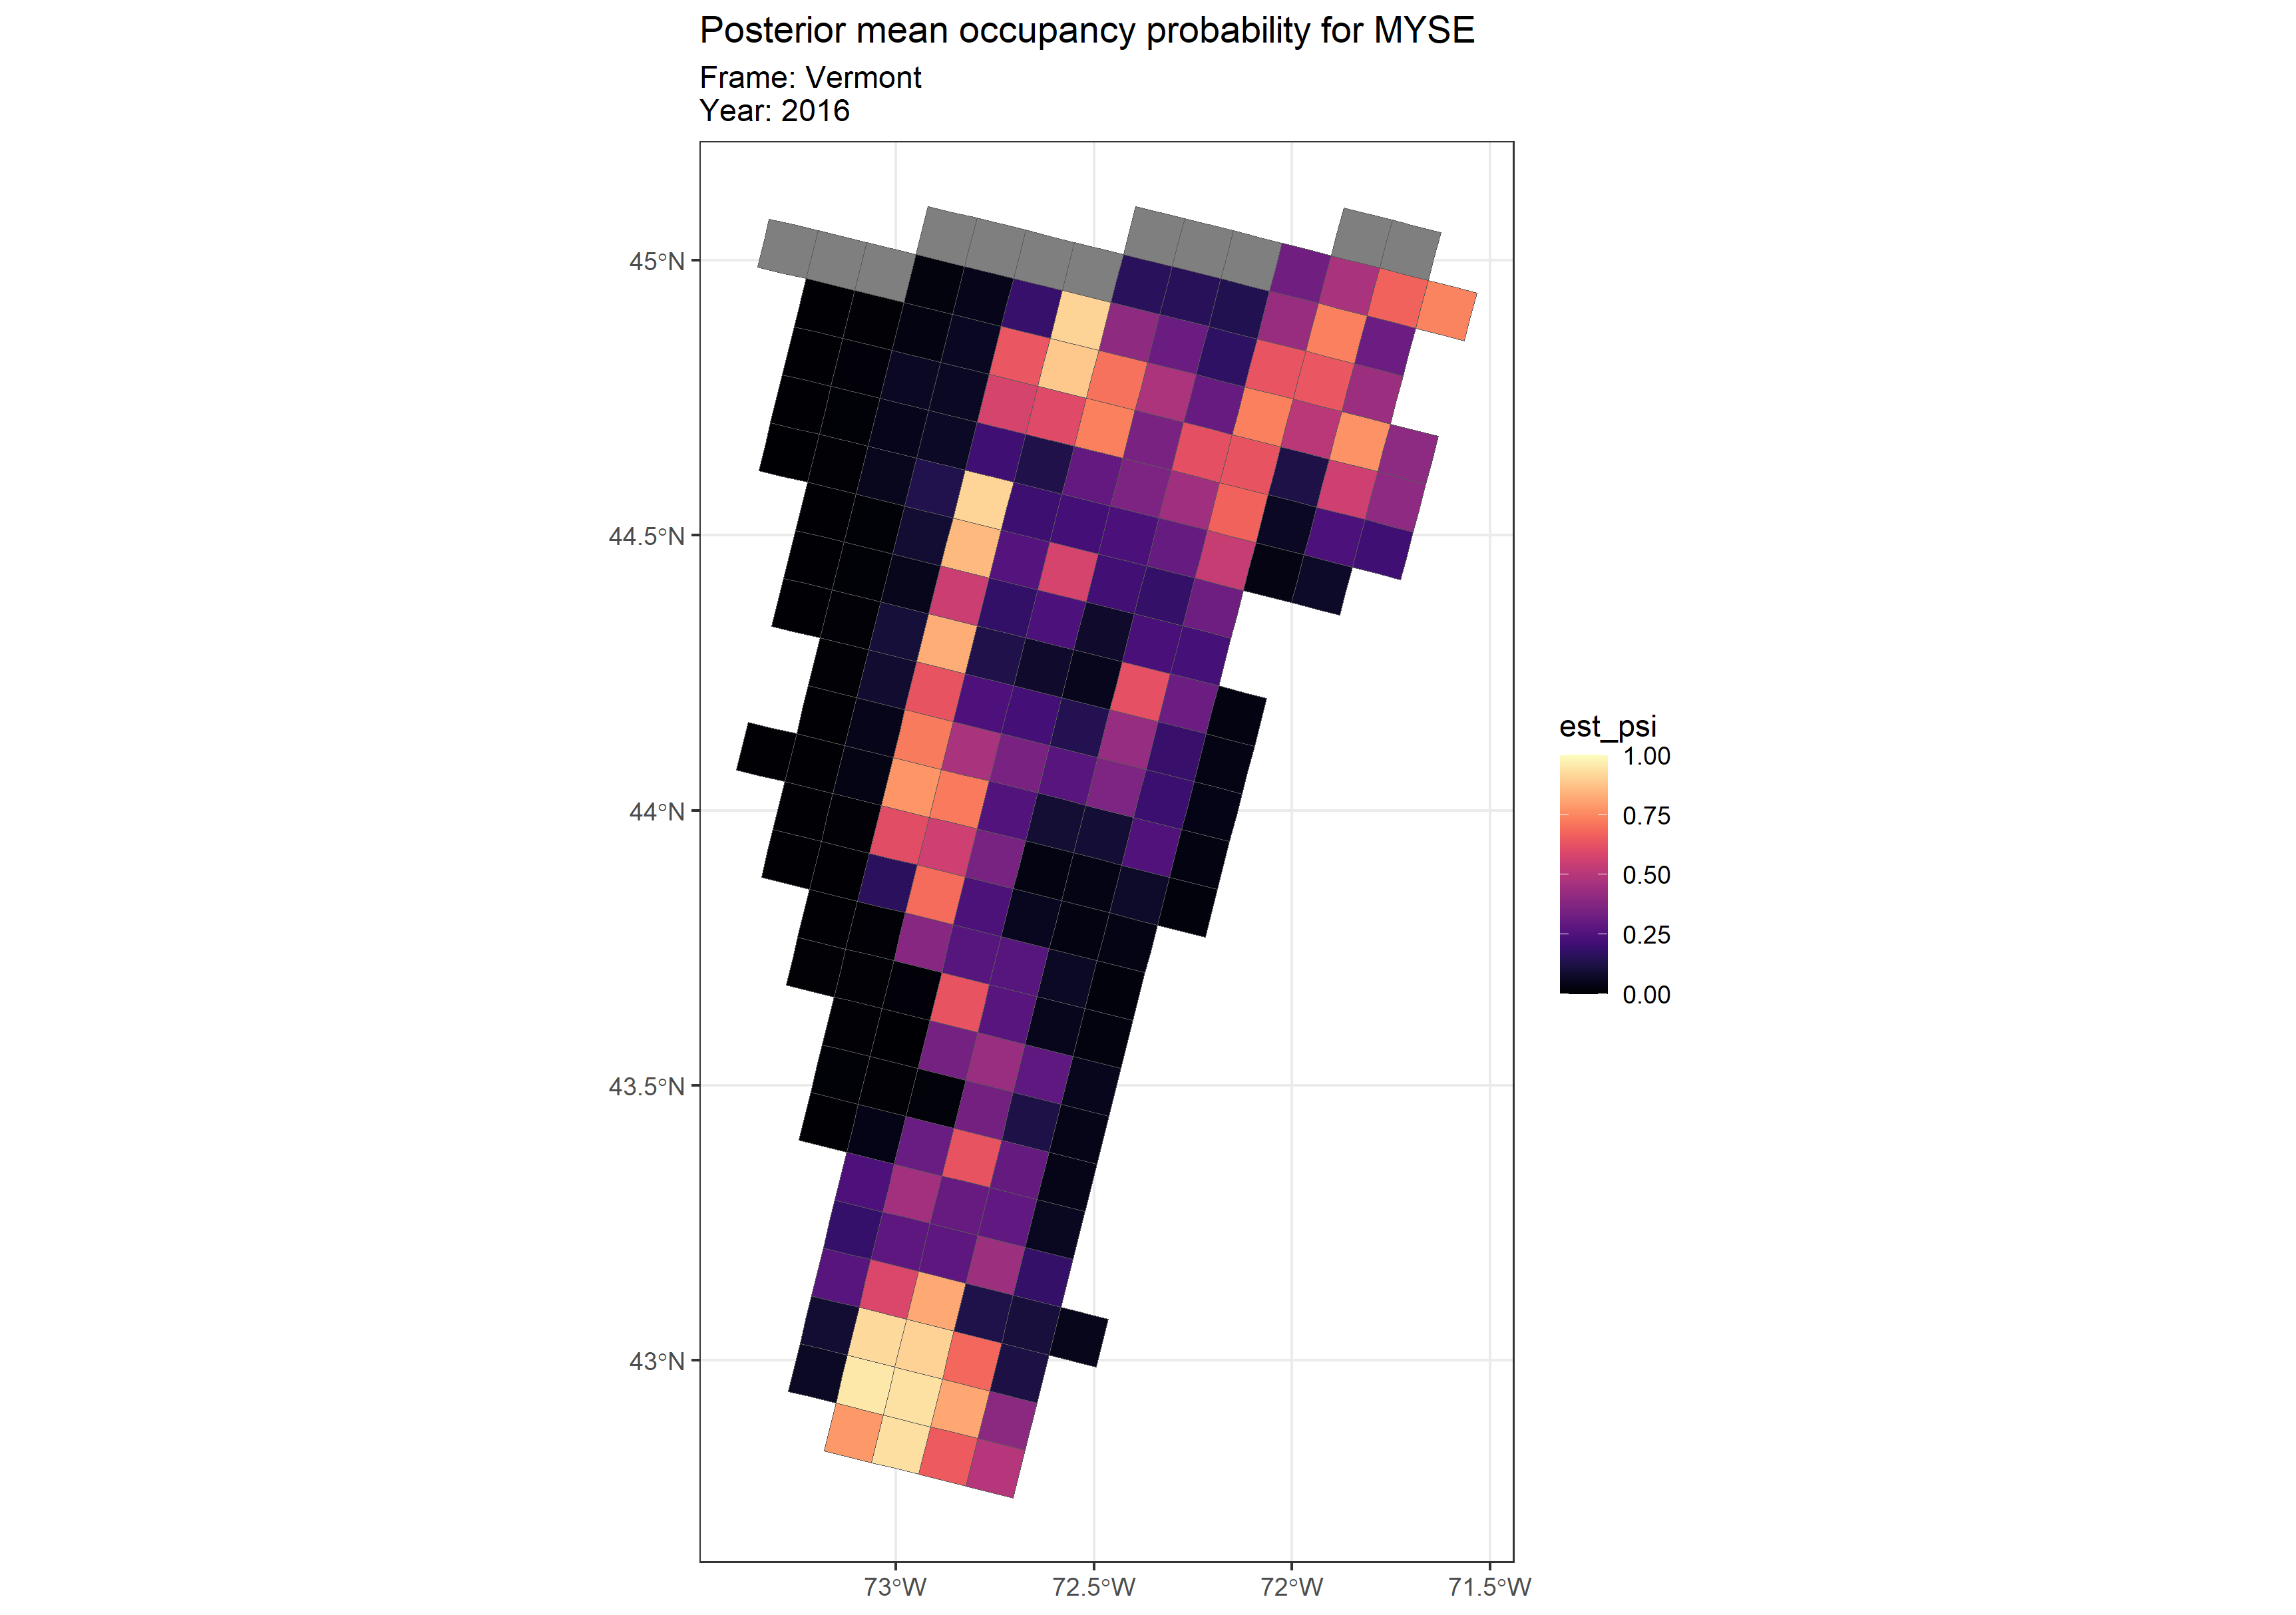 Posterior mean occupancy probability for MYSE
Frame: Vermont
Year: 2016
45°N
44.5°N
44°N
43.5°N
43°N
73°W
72.5°W
72°W
71.5°W
est_psi
1.00
0.75
0.50
0.25
0.00